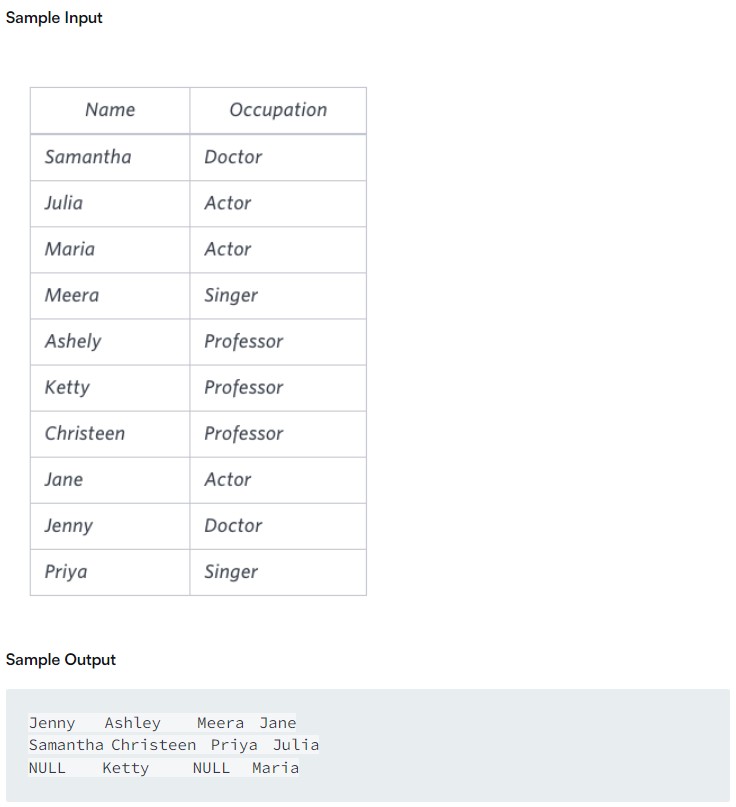 Sample Input
Name Occupation
Samantha Doctor
Julia Actor
Maria Actor
Meera Singer
Ashely Professor
Ketty Professor
Christeen Professor
Jane Actor
Jenny Doctor
Priya Singer
Sample Output
Jenny Ashley Meera Jane
Samantha Christeen Priya Julia
NULL Ketty NULL Maria